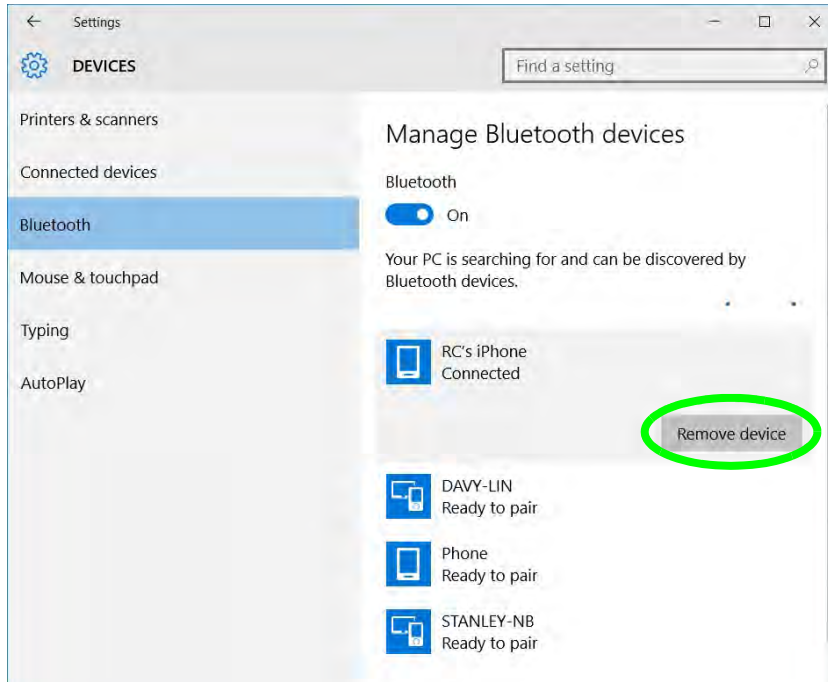 Settings
DEVICES
Find a setting
Printers & scanners
Connected devices
Bluetooth
Mouse & touchpad
Typing
AutoPlay
Manage Bluetooth devices
Bluetooth
On
Your PC is searching for and can be discovered by
Bluetooth devices.
RC's iPhone
Connected
Remove device
DAVY-LIN
Ready to pair
Phone
Ready to pair
STANLEY-NB
Ready to pair